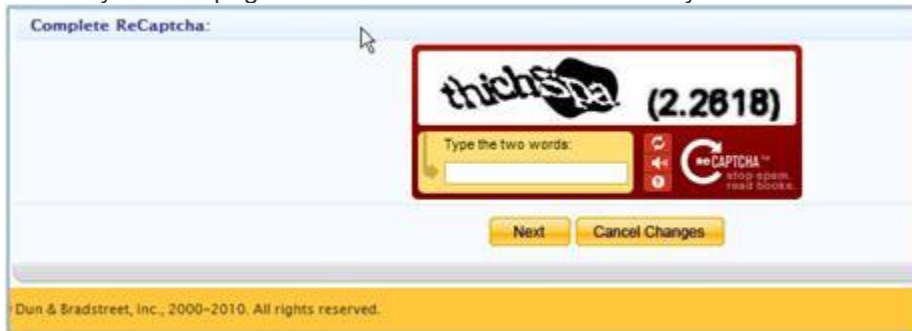 Complete ReCaptcha:
thichSpa. (2.2618)
Type the two words:
reCAPTCHA™
stop spam.
read books.
Next Cancel Changes
Dun & Bradstreet, Inc., 2000-2010. All rights reserved.